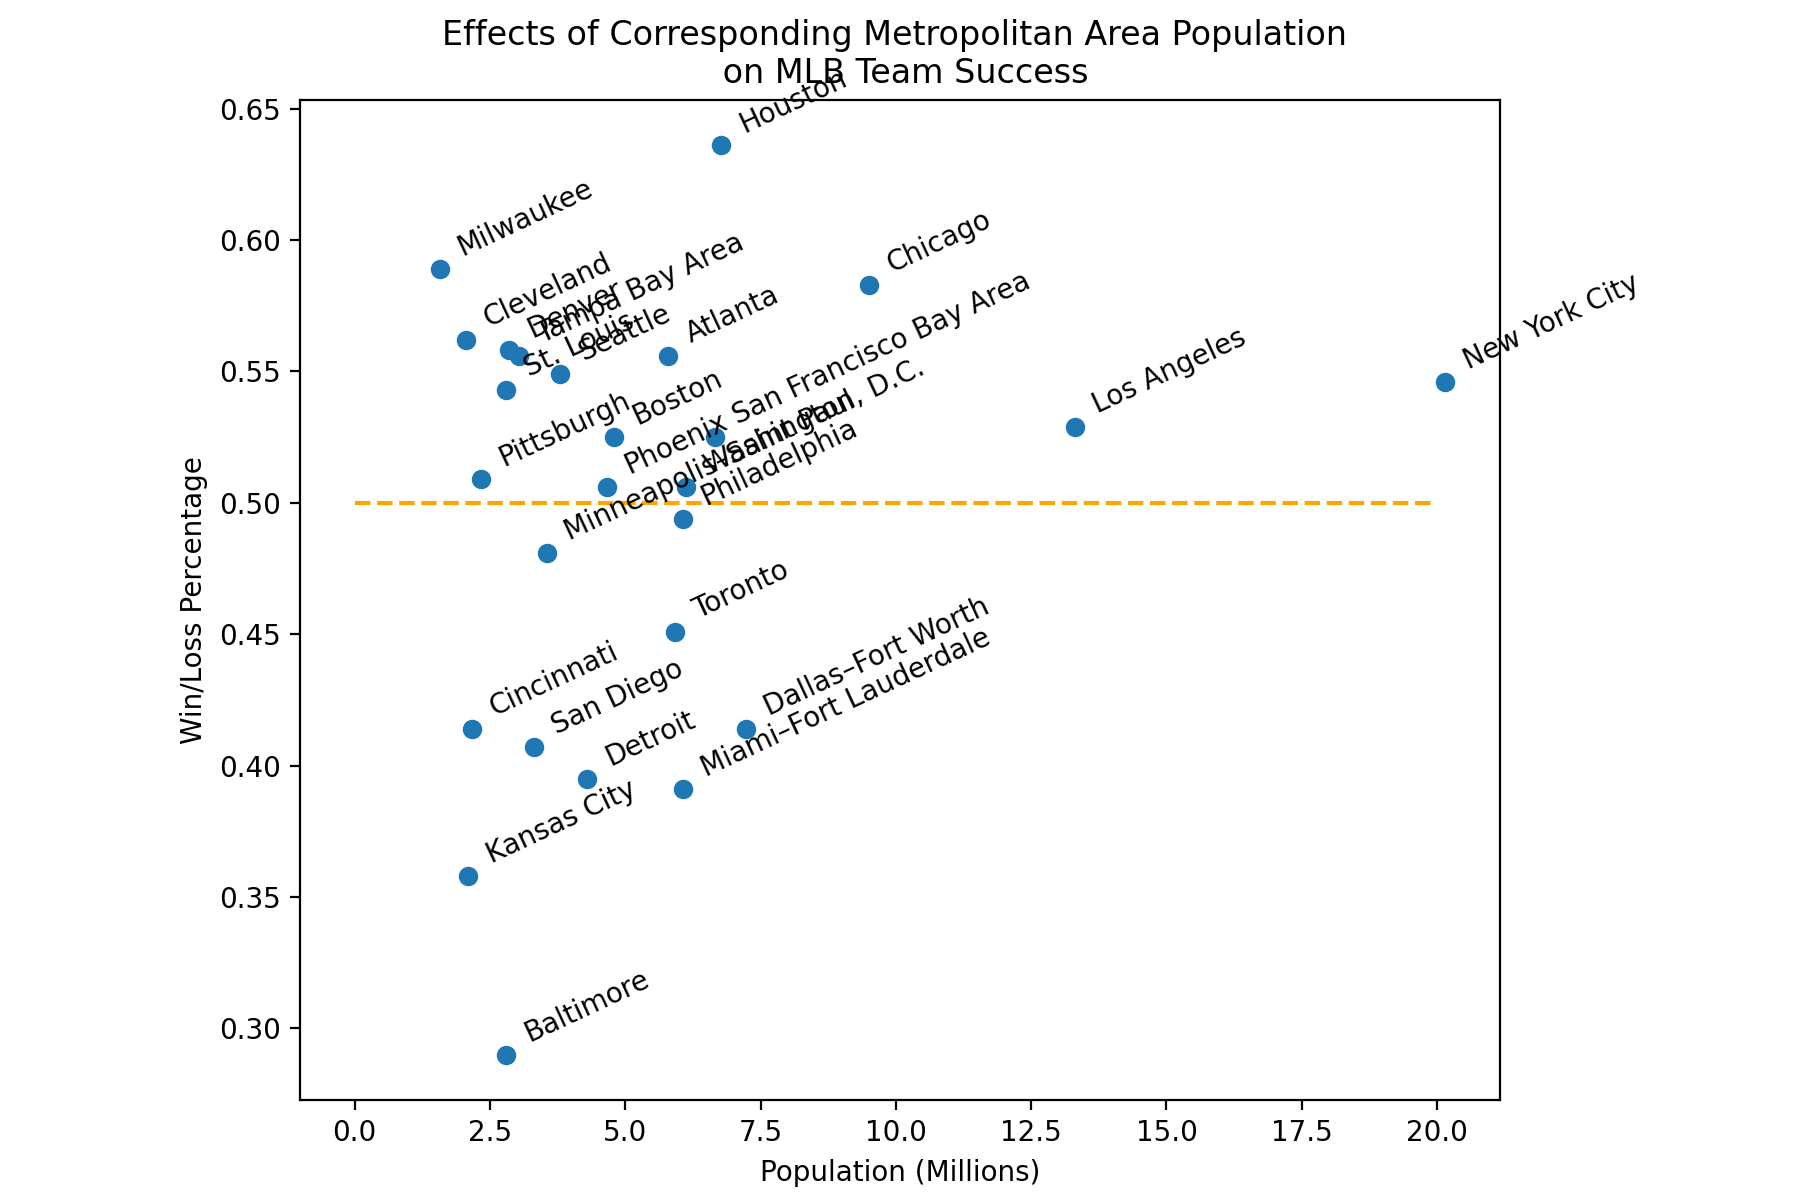 Effects of Corresponding Metropolitan Area Population
on MLB Team Success
Houston
0.65
Milwaukee
0.60
Chicago
Cleveland
Denver
Tampa Bay Area
Atlanta
New York City
St. Louis
Seattle
0.55
Los Angeles
Pittsburgh
Boston
San Francisco Bay Area
Phoenix
Washington, D.C.
Minneapolis–Saint Paul
Philadelphia
0.50
Win/Loss Percentage
Toronto
0.45
Cincinnati
San Diego
Dallas–Fort Worth
Detroit
Miami–Fort Lauderdale
0.40
Kansas City
0.35
Baltimore
0.30
0.0 2.5 5.0 7.5 10.0 12.5 15.0 17.5 20.0
Population (Millions)